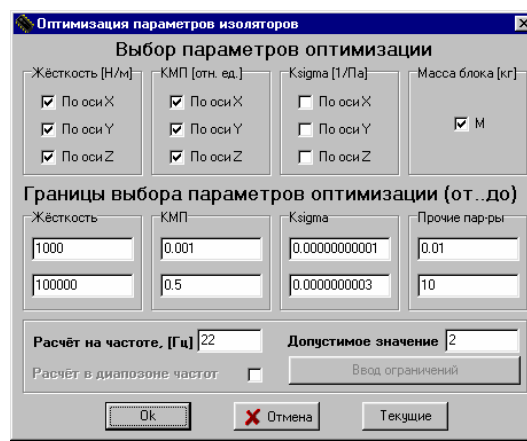 Оптимизация параметров изоляторов
Выбор параметров оптимизации
Жёсткость [Н/м] КМП [отн. ед.] Ksigma [1/Па] Масса блока [кг]
По оси X По оси X По оси X
По оси Y По оси Y По оси Y М
По оси Z По оси Z По оси Z
Границы выбора параметров оптимизации (от..до)
Жёсткость КМП Ksigma Прочие пар-ры
1000 0.001 0.00000000001 0.01
100000 0.5 0.0000000003 10
Расчёт на частоте, [Гц] 22 Допустимое значение 2
Расчёт в диапозоне частот Ввод ограничений
Ok Отмена Текущие